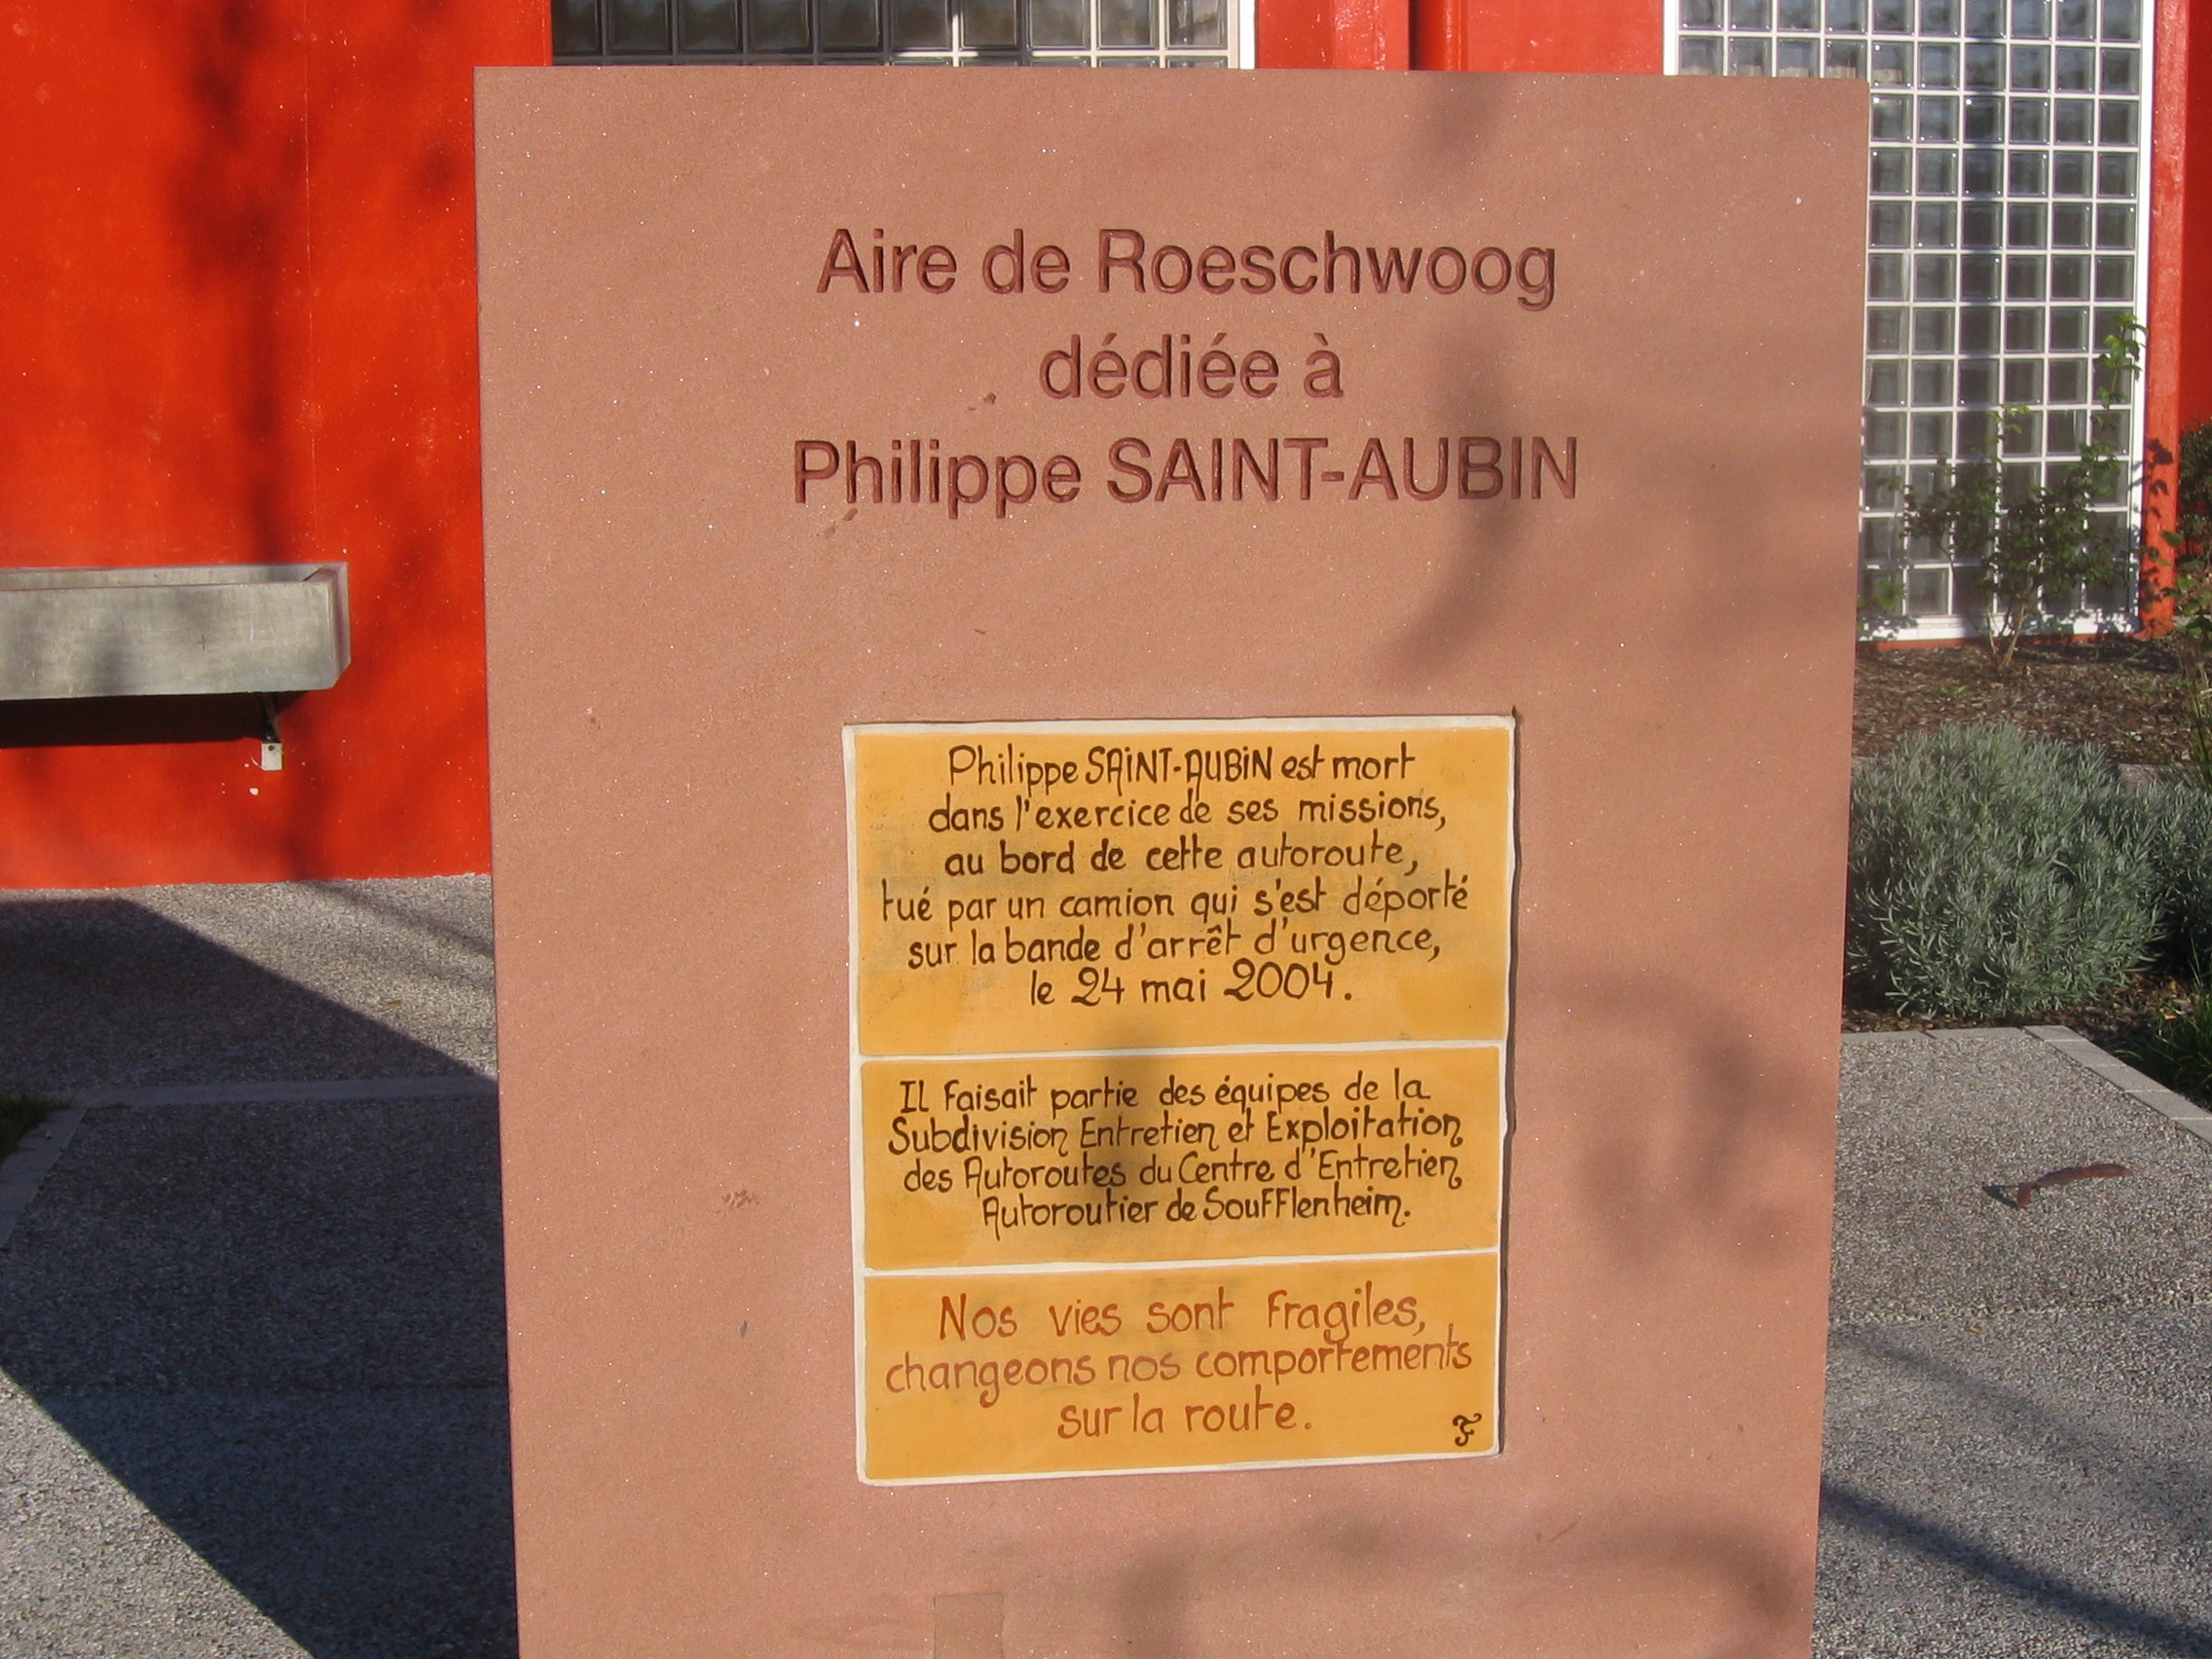 Aire de Roeschwoog
dédiée à
Philippe SAINT-AUBIN
Philippe SAINT-AUBIN est mort
dans l'exercice de ses missions,
au bord de cette autoroute,
tué par un camion qui s'est déporté
sur la bande d'arrêt d'urgence,
le 24 mai 2004.
Il faisait partie des équipes de la
Subdivision Entretien et Exploitation
des Autoroutes du Centre d'Entretien
Autoroutier de Soufflenheim.
Nos vies sont fragiles,
changeons nos comportements
sur la route.